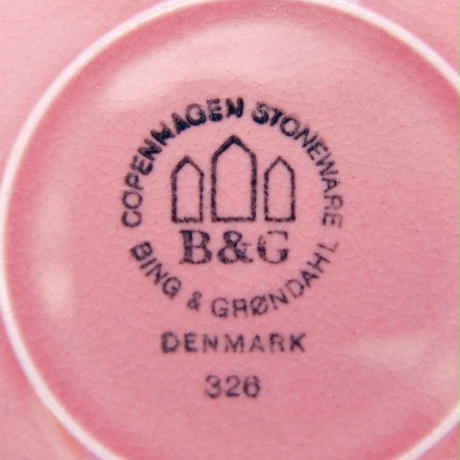 COPENHAGEN STONEWARE
B&G
BING & GRØNDAHL
DENMARK
326